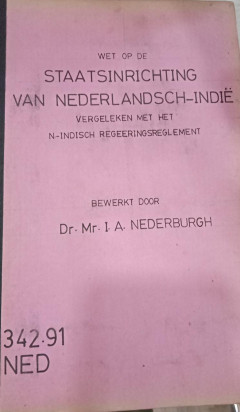 WET OP DE
STAATSINRICHTING
VAN NEDERLANDSCH-INDIË
VERGELEKEN MET HET
N-INDISCH REGEERINGSREGLEMENT
BEWERKT DOOR
Dr. Mr. I. A. NEDERBURGH
342.91
NED